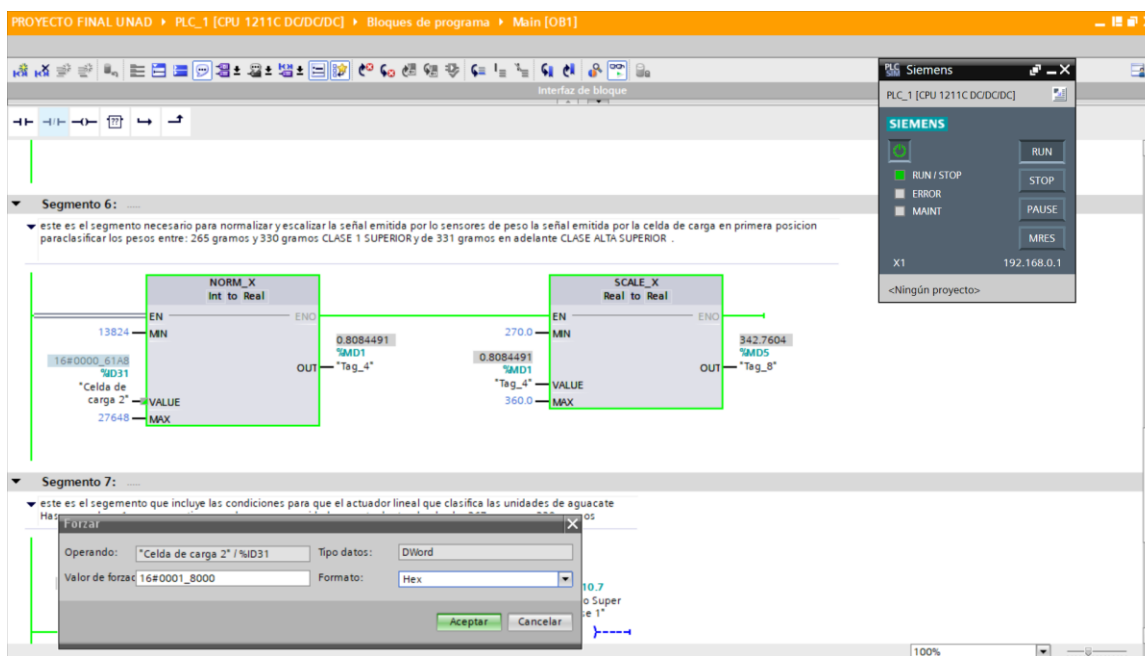 PROYECTO FINAL UNAD ▸ PLC_1 [CPU 1211C DC/DC/DC] ▸ Bloques de programa ▸ Main [OB1]
Interfaz de bloque
Siemens
PLC_1 [CPU 1211C DC/DC/DC]
SIEMENS
RUN
RUN / STOP
STOP
ERROR
MAINT
PAUSE
MRES
X1
192.168.0.1
<Ningún proyecto>
Segmento 6:
este es el segmento necesario para normalizar y escalizar la señal emitida por lo sensores de peso la señal emitida por la celda de carga en primera posicion
paraclasificar los pesos entre: 265 gramos y 330 gramos CLASE 1 SUPERIOR y de 331 gramos en adelante CLASE ALTA SUPERIOR .
NORM_X
Int to Real
EN
ENO
13824
MIN
16#0000_61A8
%ID31
"Celda de
carga 2"
VALUE
27648
MAX
0.8084491
%MD1
OUT
"Tag_4"
SCALE_X
Real to Real
EN
ENO
270.0
MIN
0.8084491
%MD1
"Tag_4"
VALUE
360.0
MAX
342.7604
%MD5
OUT
"Tag_8"
Segmento 7:
este es el segemento que incluye las condiciones para que el actuador lineal que clasifica las unidades de aguacate
Forzar
Operando:
"Celda de carga 2" / %ID31
Tipo datos:
DWord
Valor de forzac
16#0001_8000
Formato:
Hex
Aceptar
Cancelar
10.7
o Super
e 1"
100%